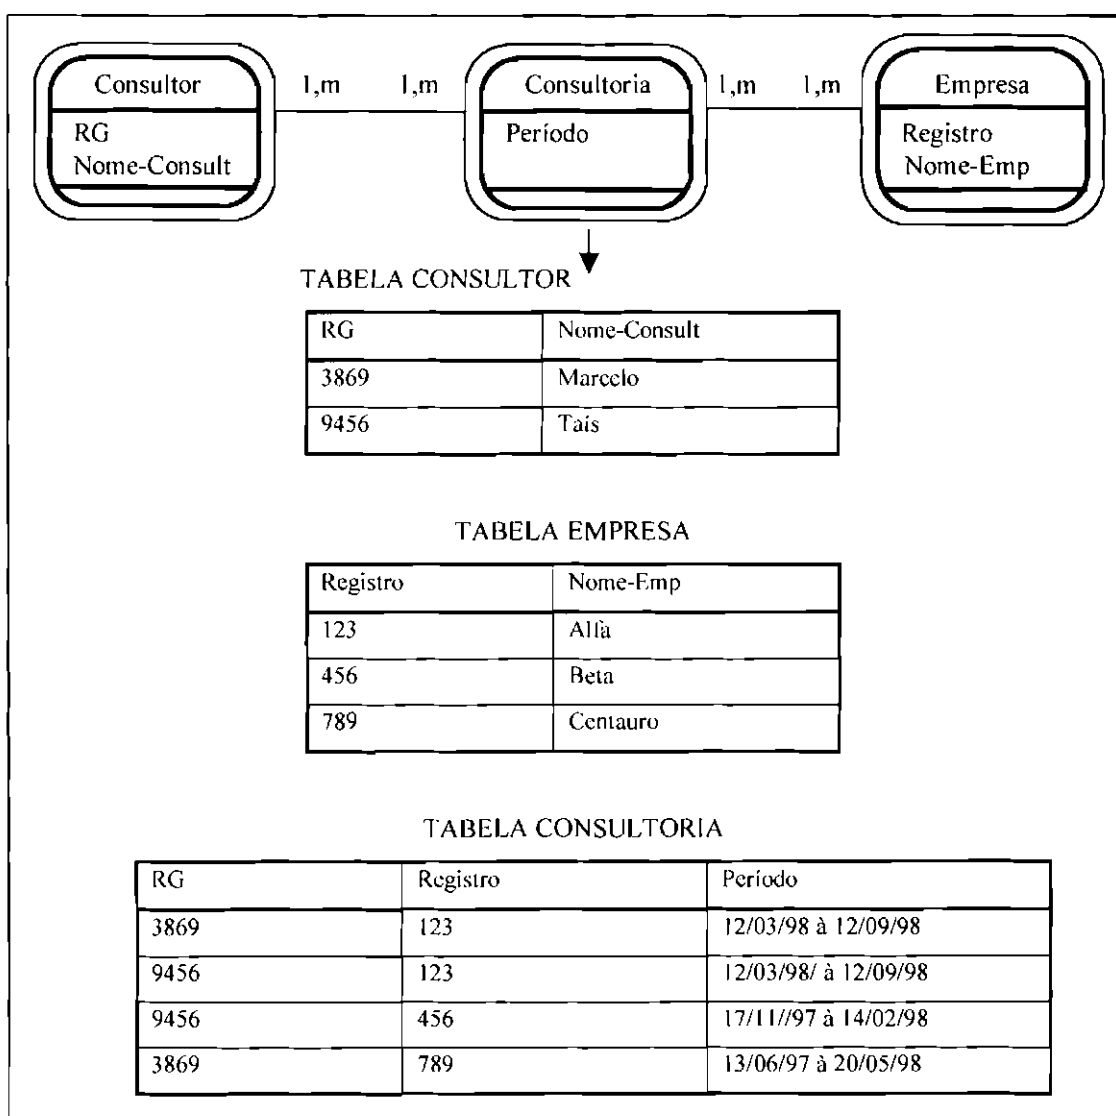 Consultor 1,m 1,m Consultoria 1,m 1,m Empresa
RG
Nome-Consult
Período
Registro
Nome-Emp
TABELA CONSULTOR
RG Nome-Consult
3869 Marcelo
9456 Taís
TABELA EMPRESA
Registro Nome-Emp
123 Alfa
456 Beta
789 Centauro
TABELA CONSULTORIA
RG Registro Período
3869 123 12/03/98 à 12/09/98
9456 123 12/03/98/ à 12/09/98
9456 456 17/11//97 à 14/02/98
3869 789 13/06/97 à 20/05/98